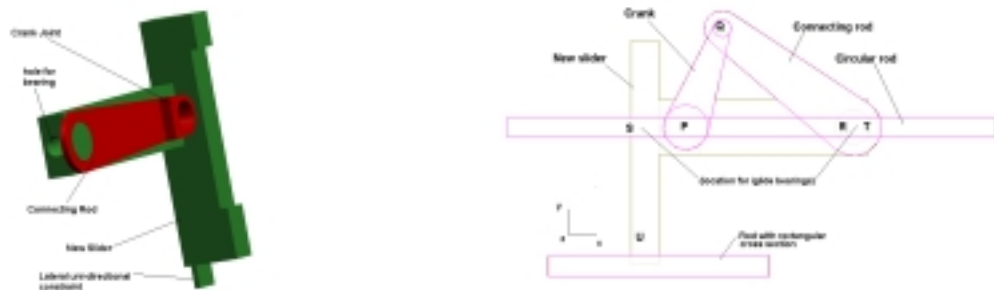 Crank Joint
hole for
bearing
Connecting Rod
New Slider
Lateral uni-directional
constraint
Crank
Q
Connecting rod
New slider
Circular rod
S
P
R
T
location for (glide bearings)
Y
x
U
Rod with rectangular
cross section